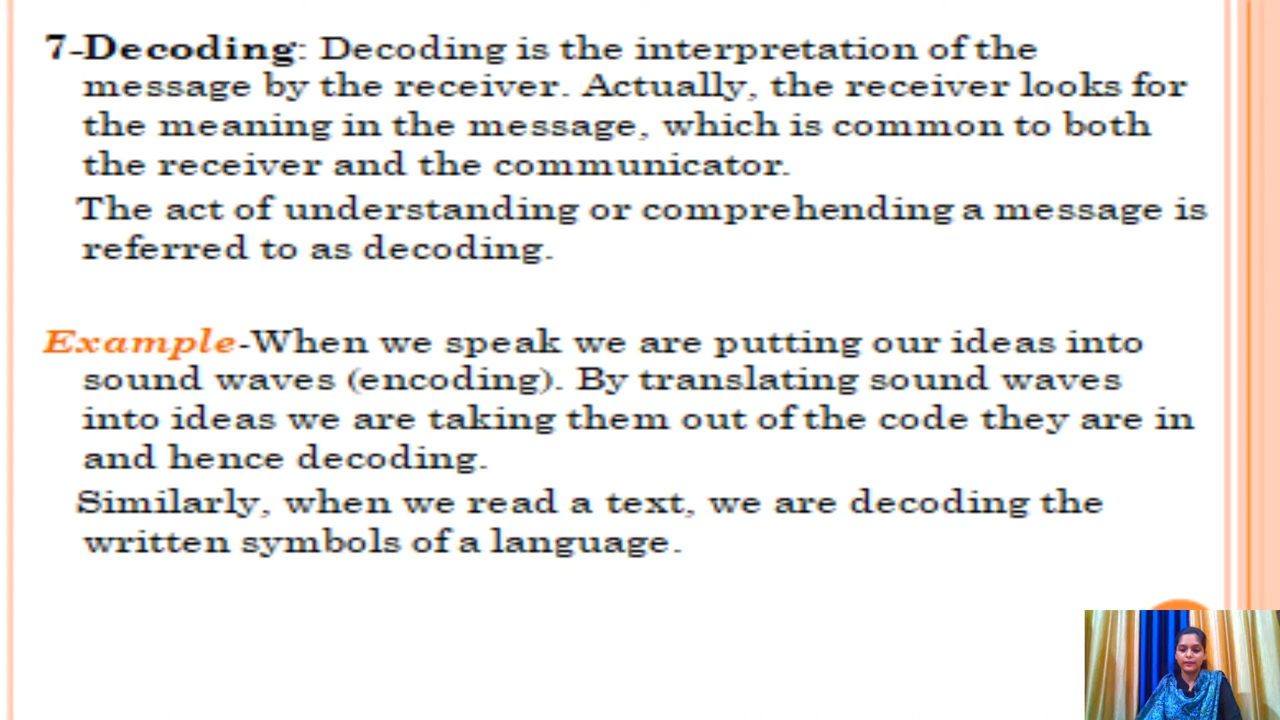 7-Decoding: Decoding is the interpretation of the
message by the receiver. Actually, the receiver looks for
the meaning in the message, which is common to both
the receiver and the communicator.
The act of understanding or comprehending a message is
referred to as decoding.
Example-When we speak we are putting our ideas into
sound waves (encoding). By translating sound waves
into ideas we are taking them out of the code they are in
and hence decoding.
Similarly, when we read a text, we are decoding the
written symbols of a language.